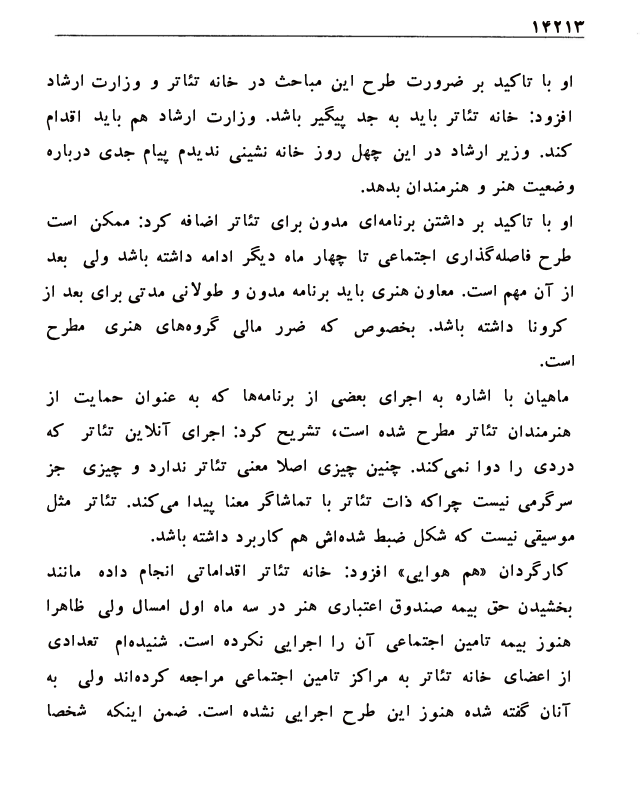 ۱۴۲۱۳
او با تاکید بر ضرورت طرح این مباحث در خانه تئاتر و وزارت ارشاد
افزود: خانه تئاتر باید به جد پیگیر باشد. وزارت ارشاد هم باید اقدام
کند. وزیر ارشاد در این چهل روز خانه نشینی ندیدم پیام جدی درباره
وضعیت هنر و هنرمندان بدهد.
او با تاکید بر داشتن برنامه‌ای مدون برای تئاتر اضافه کرد: ممکن است
طرح فاصله‌گذاری اجتماعی تا چهار ماه دیگر ادامه داشته باشد ولی بعد
از آن مهم است. معاون هنری باید برنامه مدون و طولانی مدتی برای بعد از
کرونا داشته باشد. بخصوص که ضرر مالی گروه‌های هنری مطرح
است.
ماهیان با اشاره به اجرای بعضی از برنامه‌ها که به عنوان حمایت از
هنرمندان تئاتر مطرح شده است، تشریح کرد: اجرای آنلاین تئاتر که
دردی را دوا نمی‌کند. چنین چیزی اصلا معنی تئاتر ندارد و چیزی جز
سرگرمی نیست چراکه ذات تئاتر با تماشاگر معنا پیدا می‌کند. تئاتر مثل
موسیقی نیست که شکل ضبط شده‌اش هم کاربرد داشته باشد.
کارگردان «هم هوایی» افزود: خانه تئاتر اقداماتی انجام داده مانند
بخشیدن حق بیمه صندوق اعتباری هنر در سه ماه اول امسال ولی ظاهرا
هنوز بیمه تامین اجتماعی آن را اجرایی نکرده است. شنیده‌ام تعدادی
از اعضای خانه تئاتر به مراکز تامین اجتماعی مراجعه کرده‌اند ولی به
آنان گفته شده هنوز این طرح اجرایی نشده است. ضمن اینکه شخصا